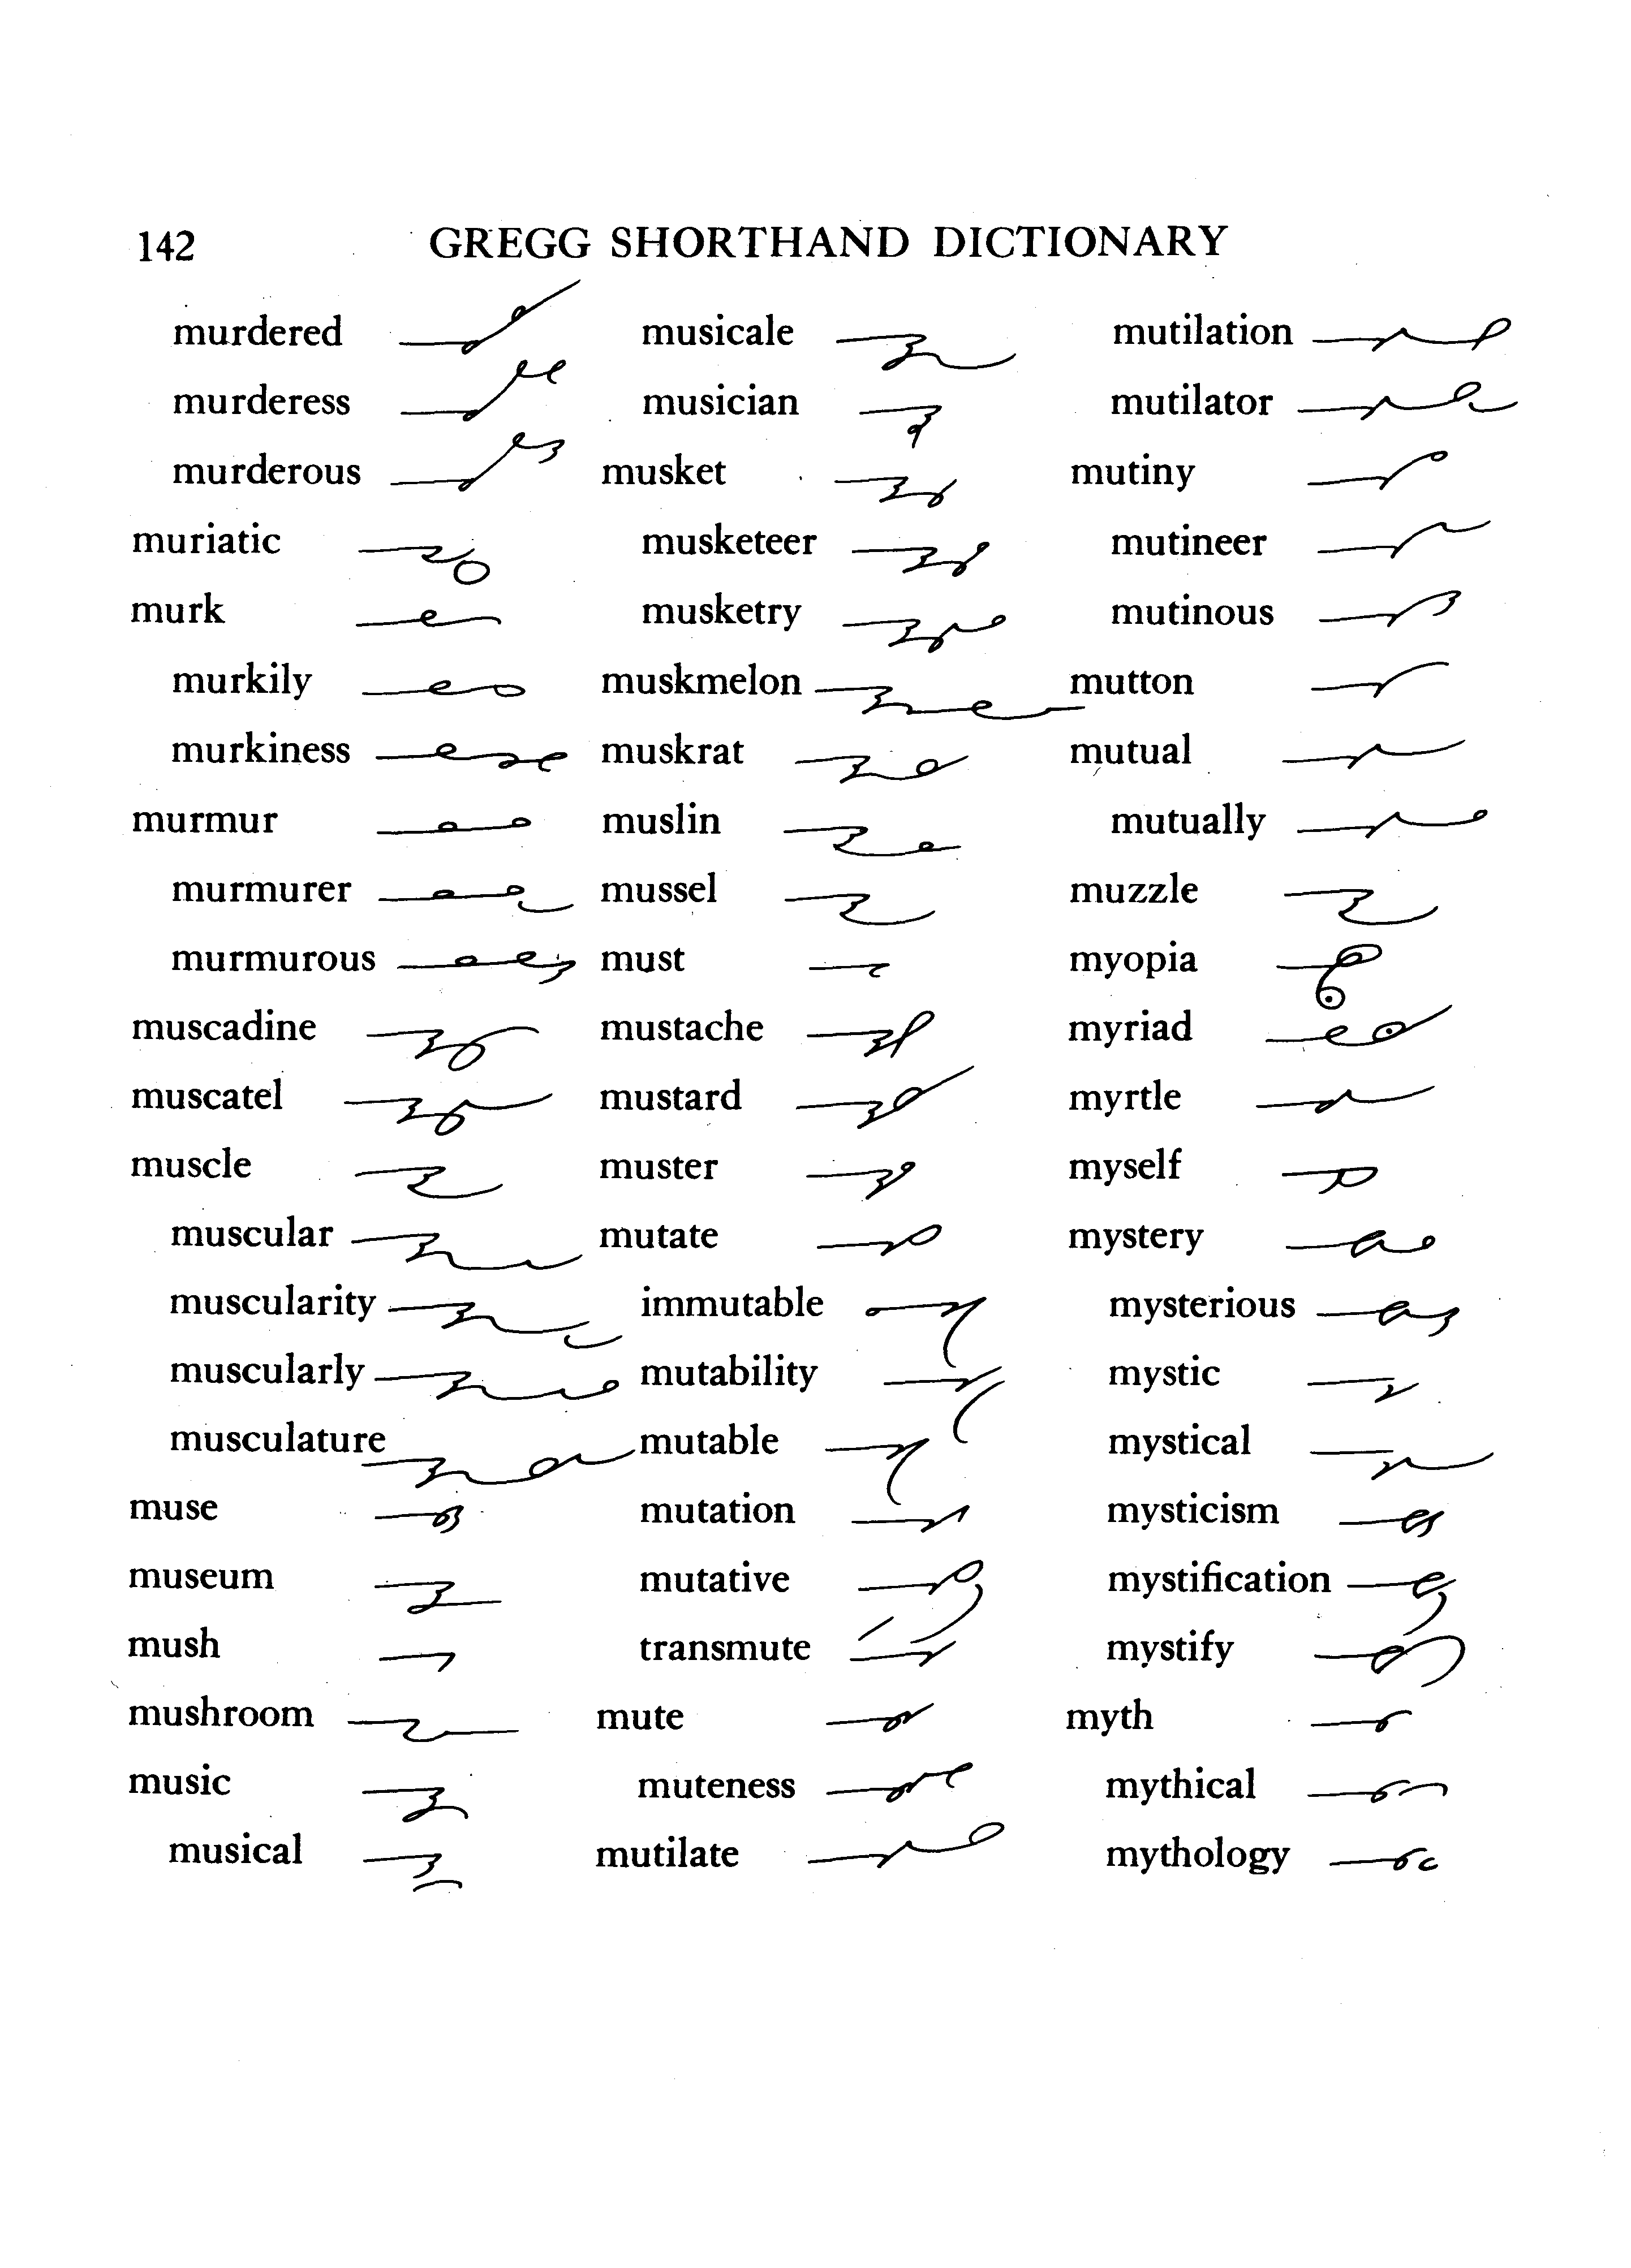 142 GREGG SHORTHAND DICTIONARY
murdered
murderess
murderous
muriatic
murk
murkily
murkiness
murmur
murmurer
murmurous
muscadine
muscatel
muscle
muscular
muscularity
muscularly
musculature
muse
museum
mush
mushroom
music
musical
musicale
musician
musket
musketeer
musketry
muskmelon
muskrat
muslin
mussel
must
mustache
mustard
muster
mutate
immutable
mutability
mutable
mutation
mutative
transmute
mute
muteness
mutilate
mutilation
mutilator
mutiny
mutineer
mutinous
mutton
mutual
mutually
muzzle
myopia
myriad
myrtle
myself
mystery
mysterious
mystic
mystical
mysticism
mystification
mystify
myth
mythical
mythology